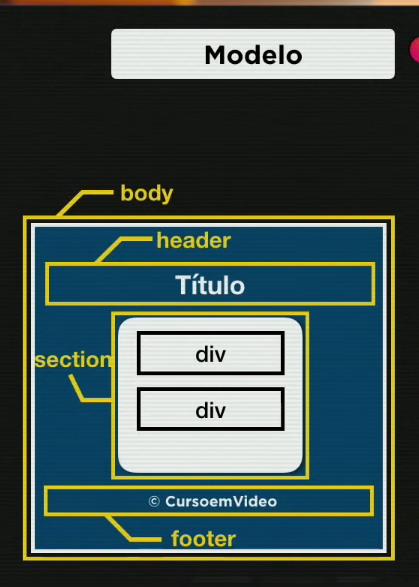 Modelo
body
header
Título
section
div
div
© CursoemVideo
footer